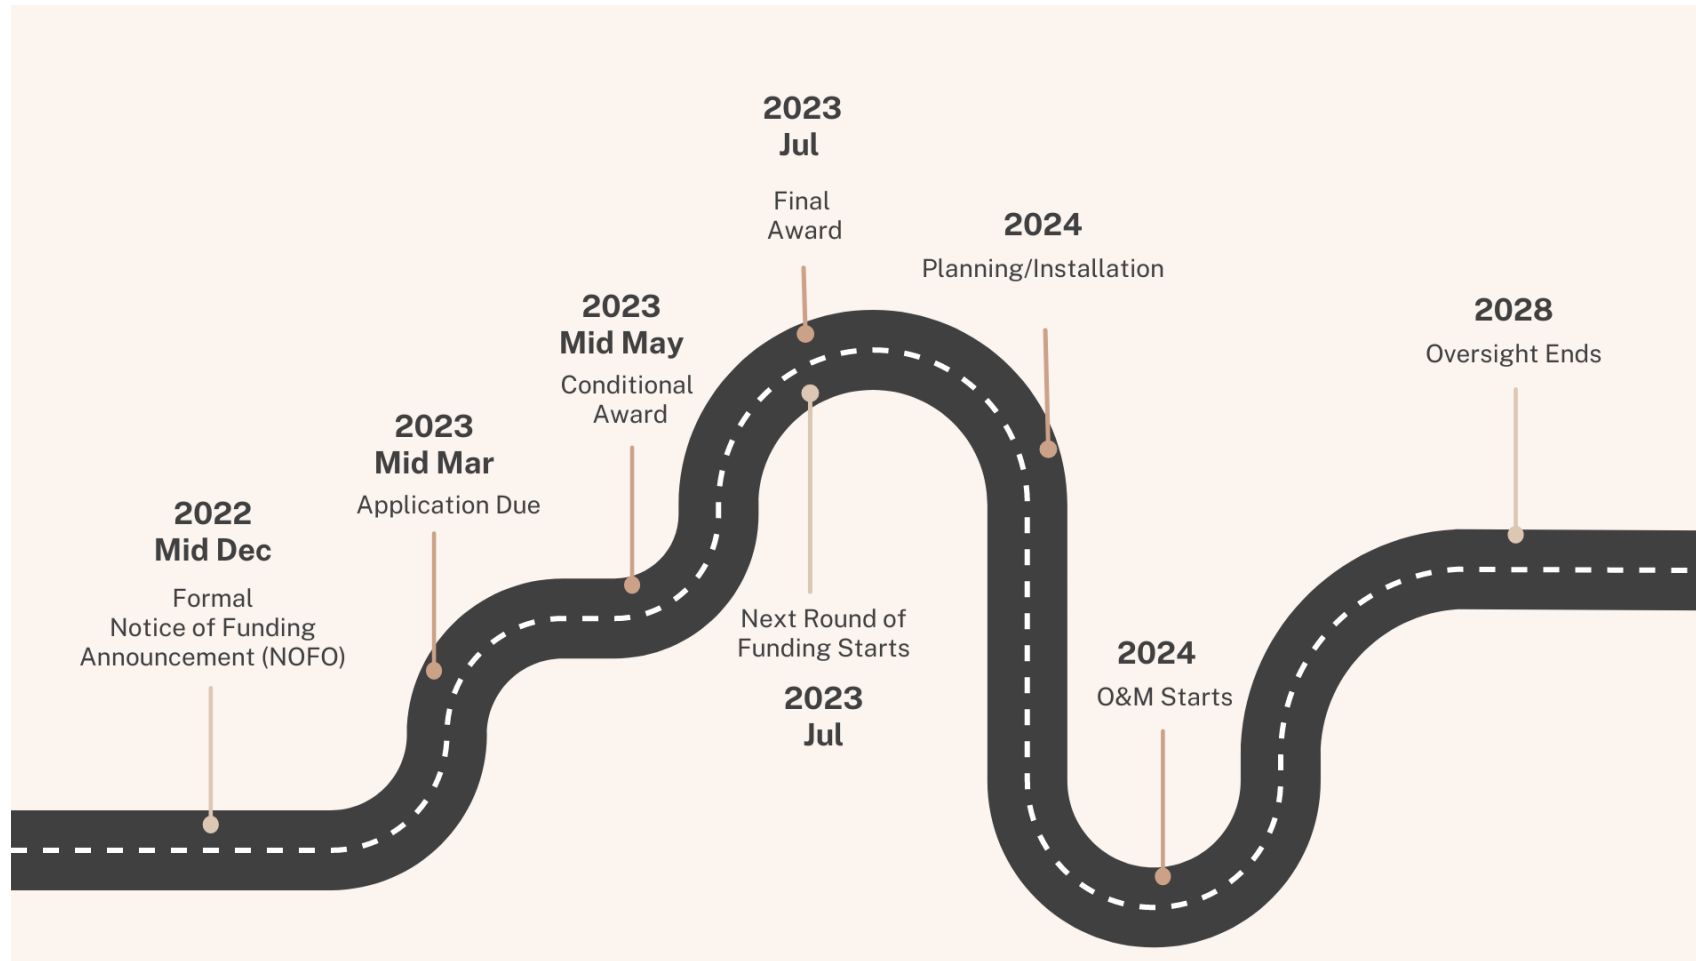 2022
Mid Dec
Formal
Notice of Funding
Announcement (NOFO)
2023
Mid Mar
Application Due
2023
Mid May
Conditional
Award
2023
Jul
Final
Award
Next Round of
Funding Starts
2023
Jul
2024
Planning/Installation
2024
O&M Starts
2028
Oversight Ends